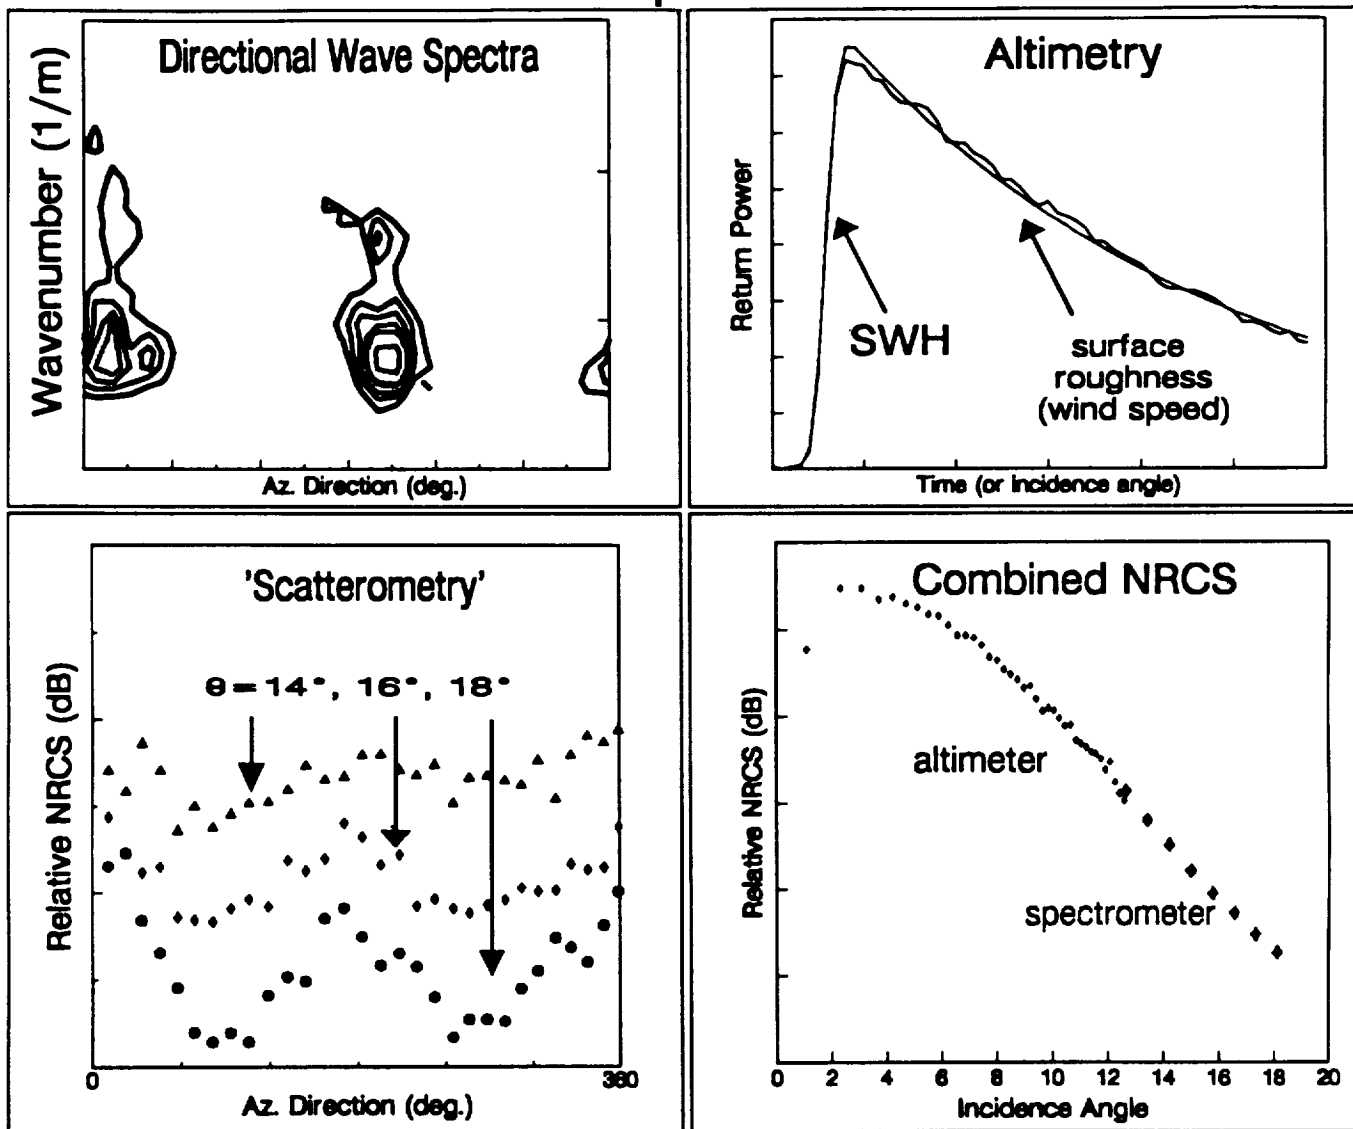 Directional Wave Spectra
Wavenumber (1/m)
Az. Direction (deg.)
Altimetry
Return Power
SWH
surface
roughness
(wind speed)
Time (or incidence angle)
'Scatterometry'
Relative NRCS (dB)
θ = 14°, 16°, 18°
0 360
Az. Direction (deg.)
Combined NRCS
Relative NRCS (dB)
altimeter
spectrometer
0 2 4 6 8 10 12 14 16 18 20
Incidence Angle